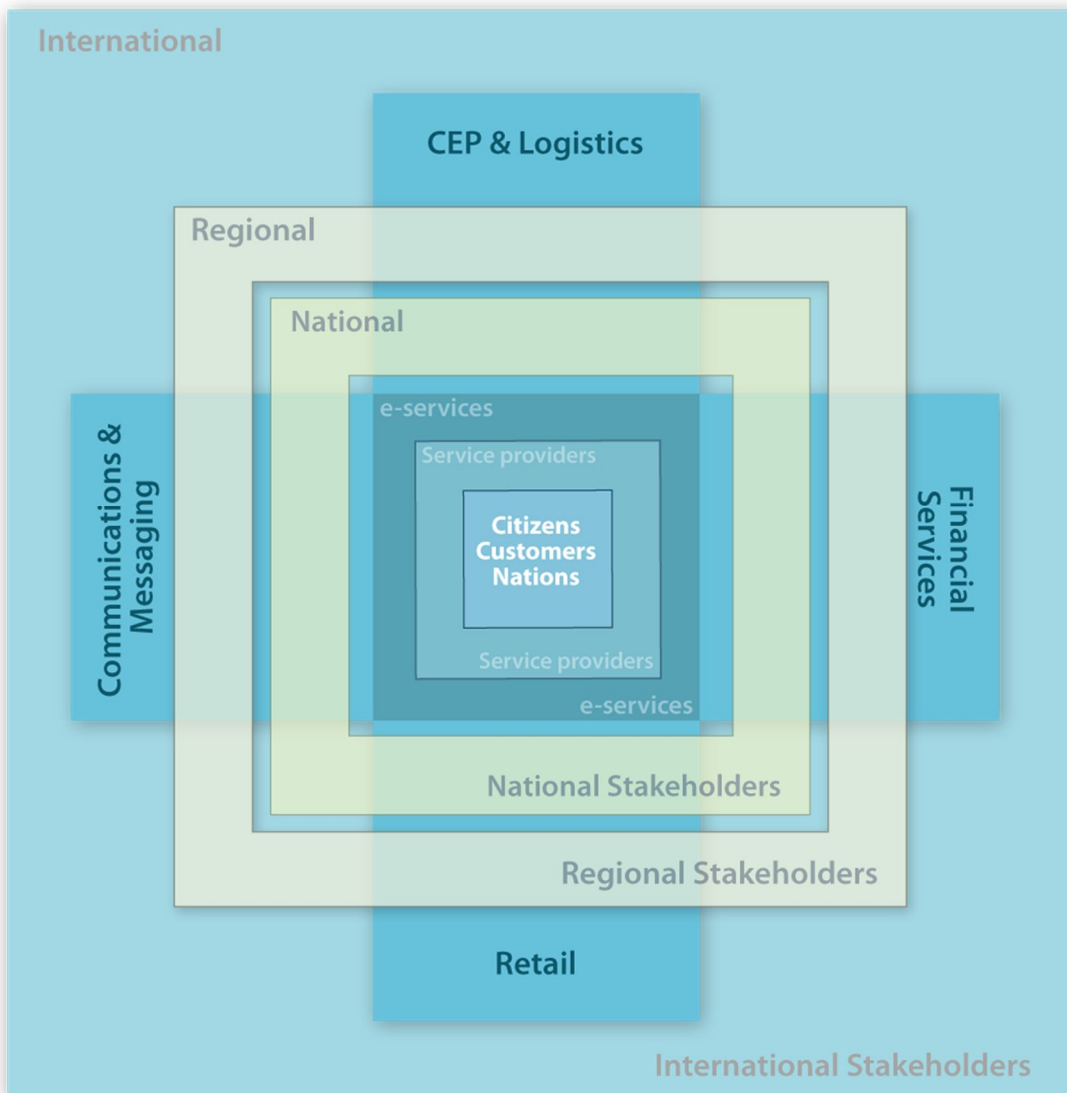 International
CEP & Logistics
Regional
National
e-services
Service providers
Communications &
Messaging
Citizens
Customers
Nations
Financial
Services
Service providers
e-services
National Stakeholders
Regional Stakeholders
Retail
International Stakeholders